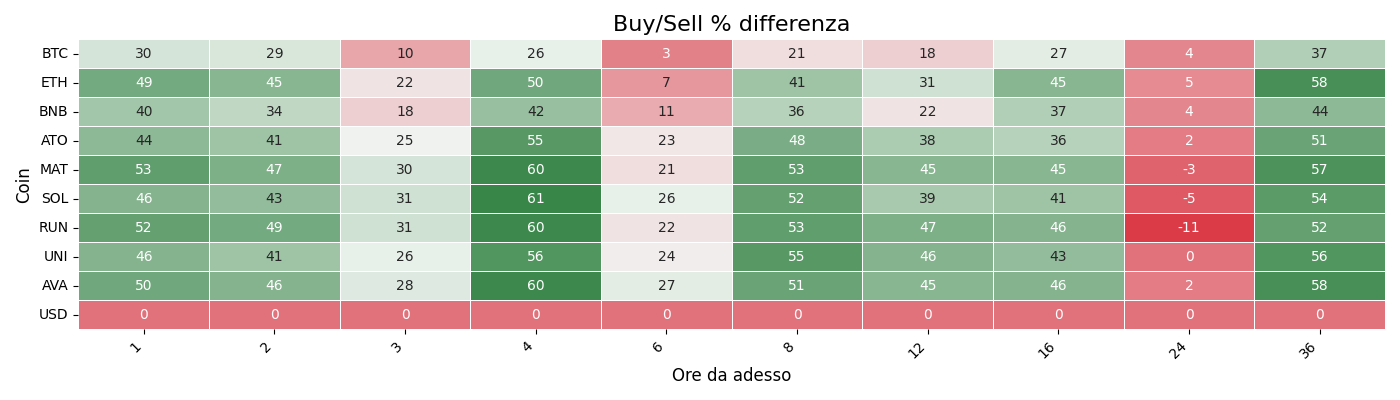 Buy/Sell % differenza
Coin
BTC 30 29 10 26 3 21 18 27 4 37
ETH 49 45 22 50 7 41 31 45 5 58
BNB 40 34 18 42 11 36 22 37 4 44
ATO 44 41 25 55 23 48 38 36 2 51
MAT 53 47 30 60 21 53 45 45 -3 57
SOL 46 43 31 61 26 52 39 41 -5 54
RUN 52 49 31 60 22 53 47 46 -11 52
UNI 46 41 26 56 24 55 46 43 0 56
AVA 50 46 28 60 27 51 45 46 2 58
USD 0 0 0 0 0 0 0 0 0 0
1 2 3 4 6 8 12 16 24 36
Ore da adesso